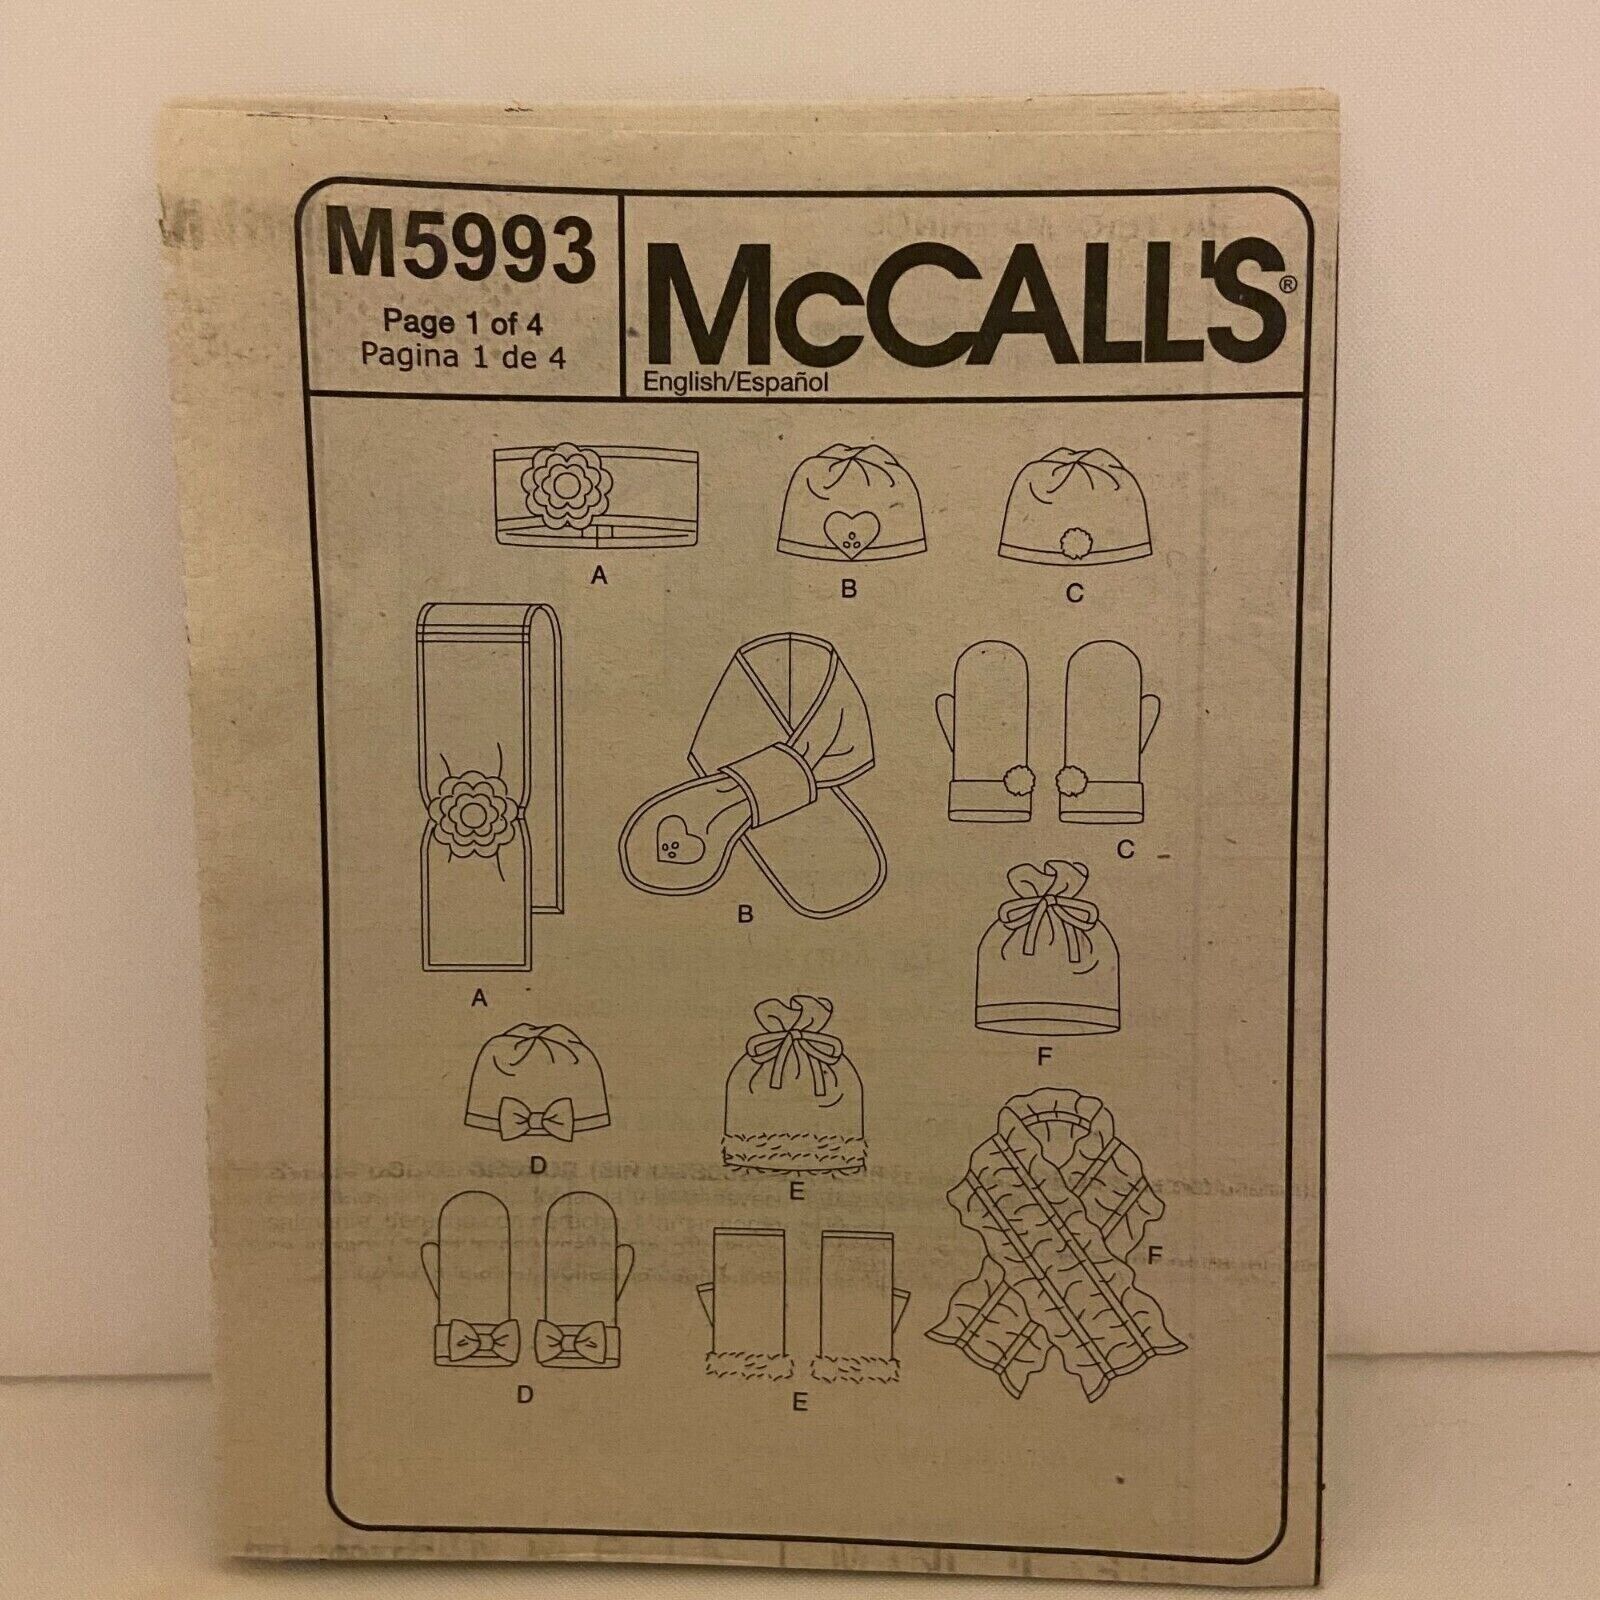 M5993
Page 1 of 4
Pagina 1 de 4
McCALL'S®
English/Español
A
B
C
A
B
C
F
D
E
F
D
E